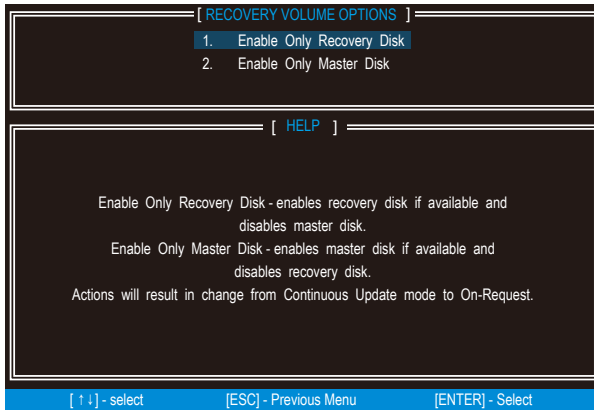 [ RECOVERY VOLUME OPTIONS ]
1. Enable Only Recovery Disk
2. Enable Only Master Disk
[ HELP ]
Enable Only Recovery Disk - enables recovery disk if available and
disables master disk.
Enable Only Master Disk - enables master disk if available and
disables recovery disk.
Actions will result in change from Continuous Update mode to On-Request.
[ ↑↓] - select [ESC] - Previous Menu [ENTER] - Select